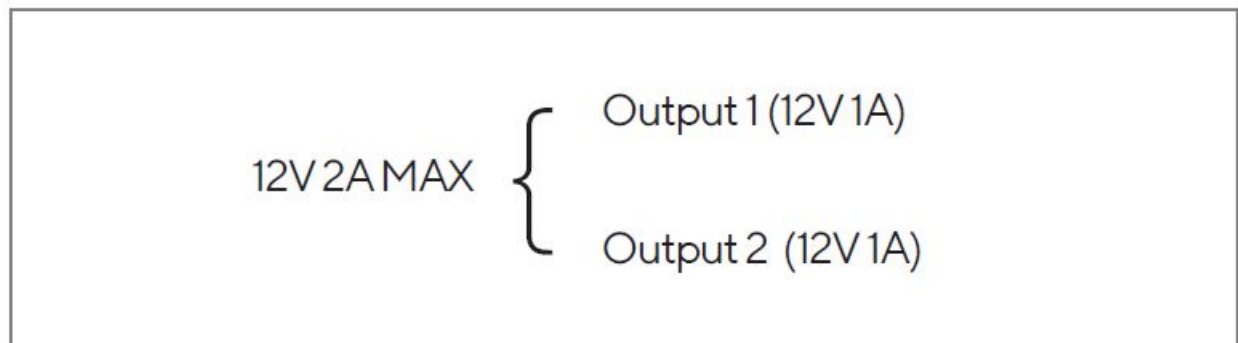 Output 1 (12V 1A)
12V 2A MAX
Output 2 (12V 1A)